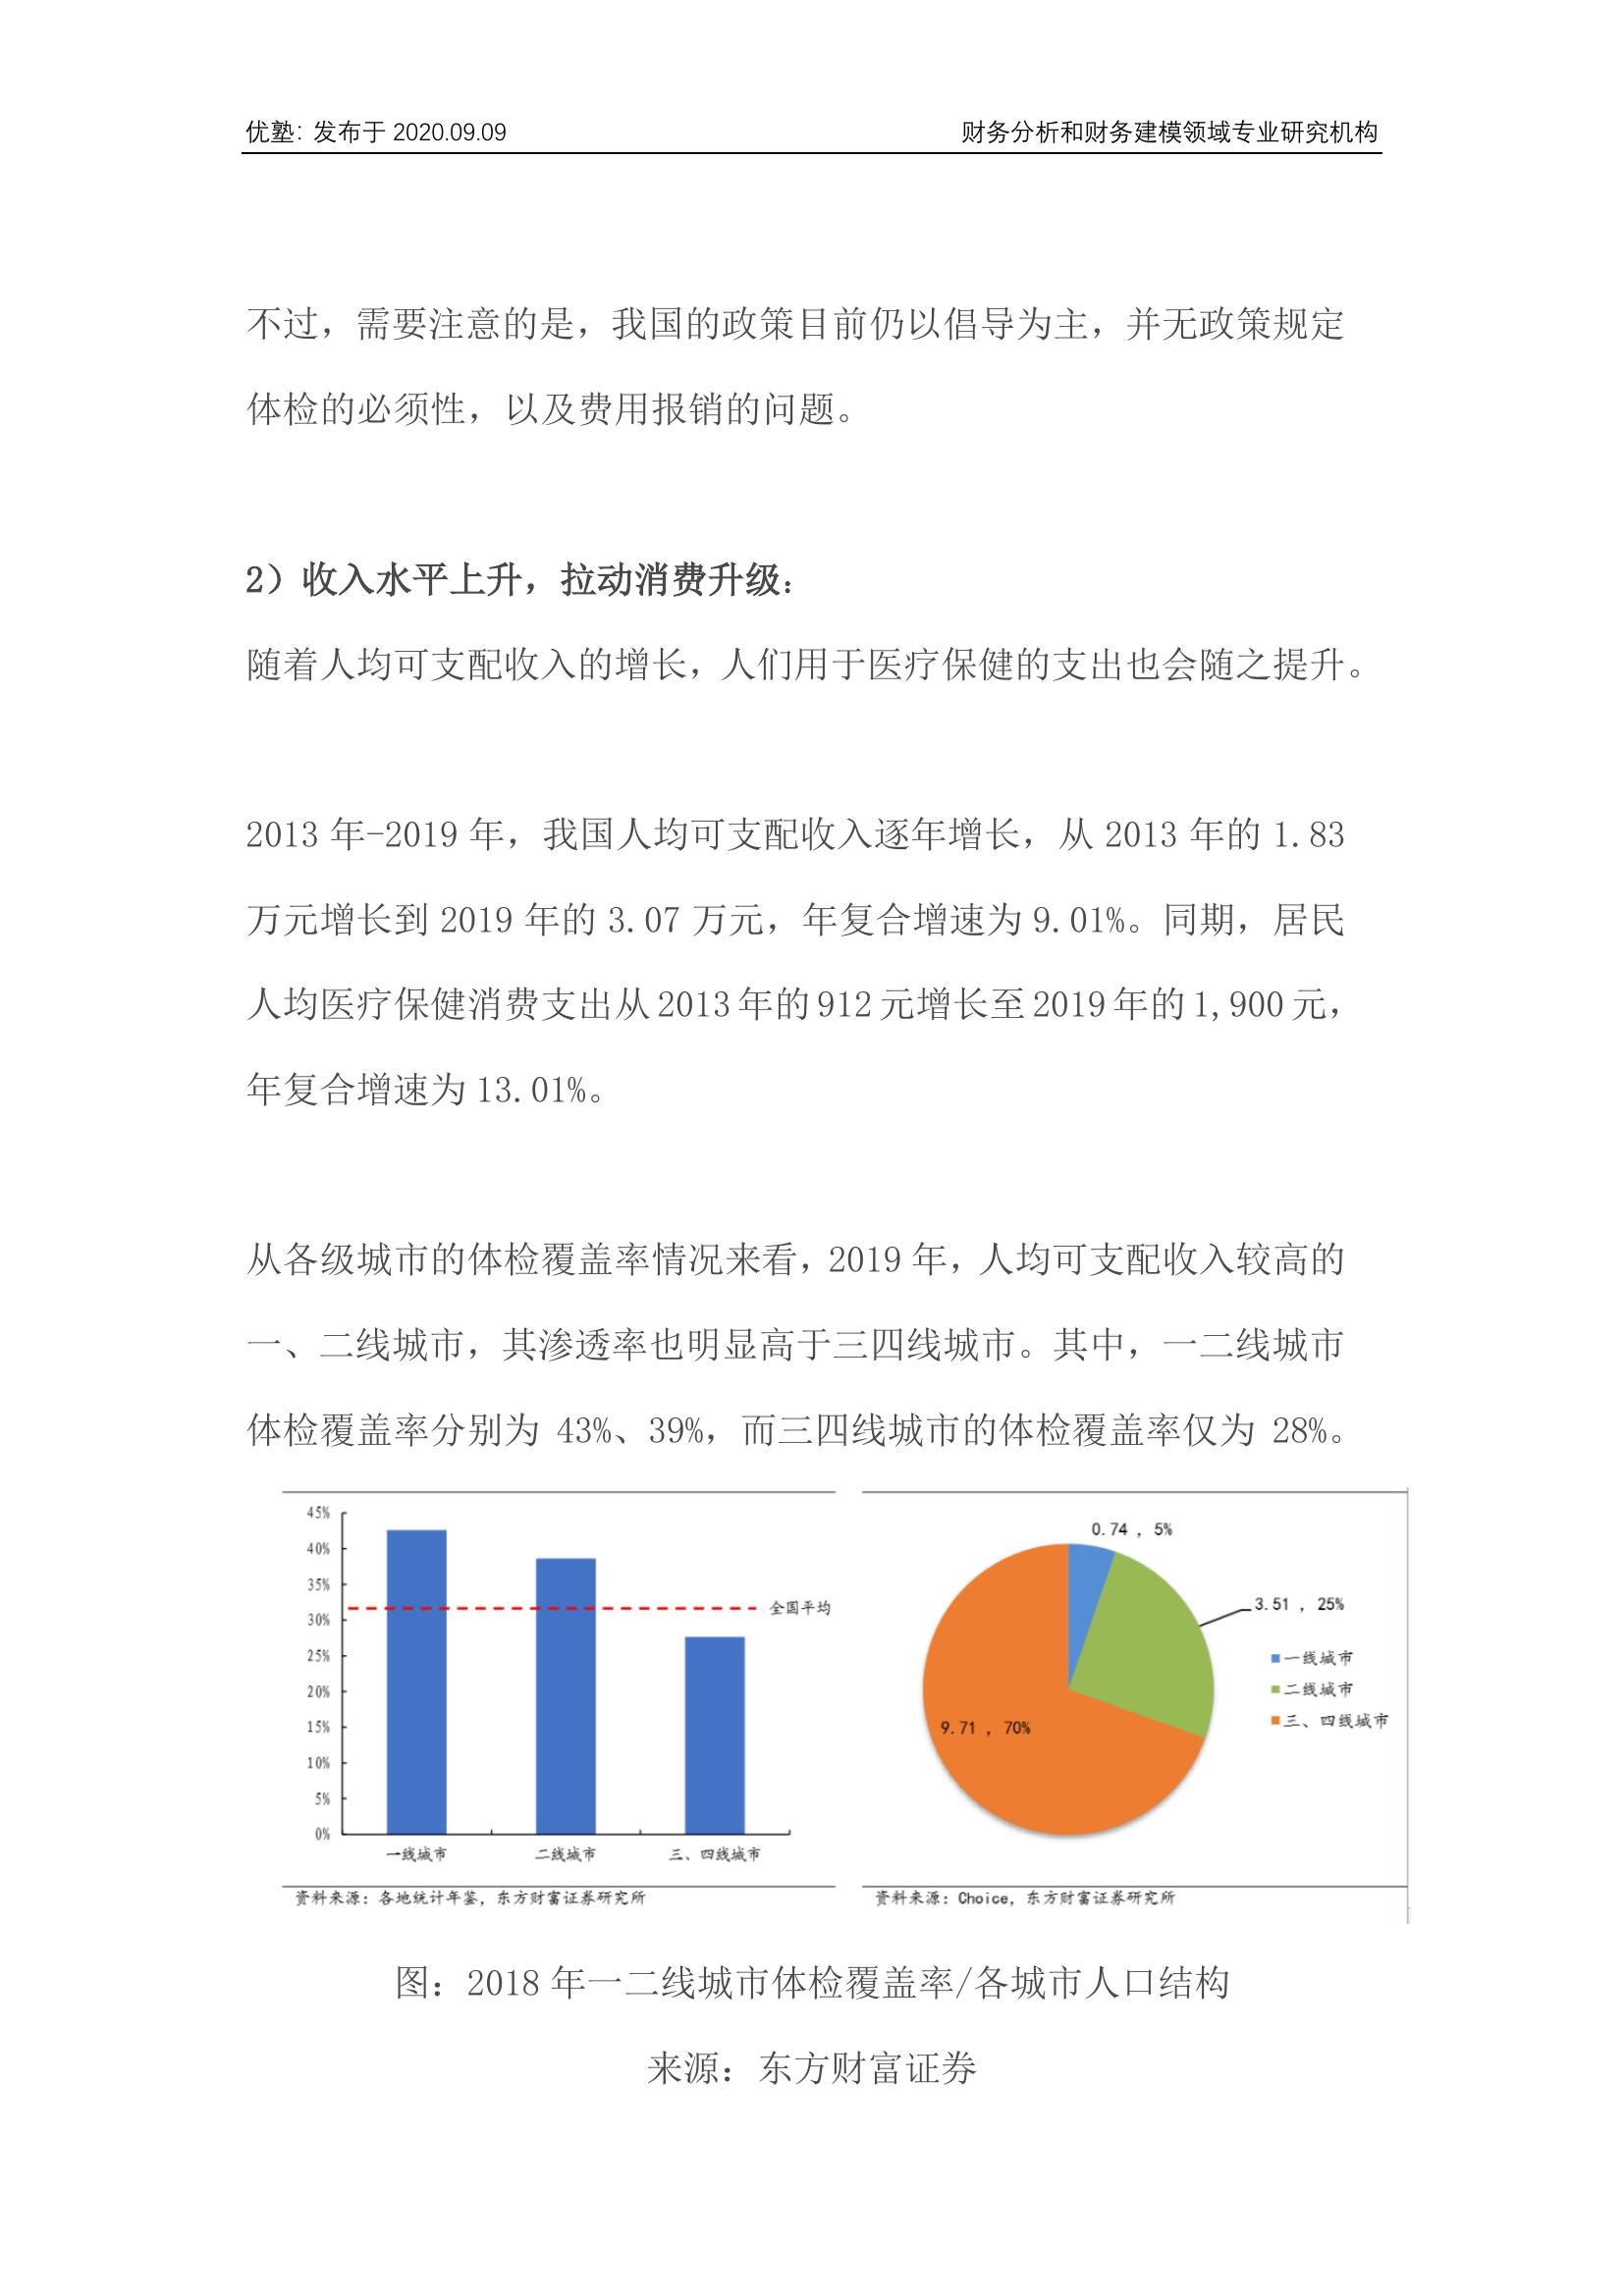 优塾：发布于 2020.09.09 财务分析和财务建模领域专业研究机构
不过，需要注意的是，我国的政策目前仍以倡导为主，并无政策规定
体检的必须性，以及费用报销的问题。
2）收入水平上升，拉动消费升级：
随着人均可支配收入的增长，人们用于医疗保健的支出也会随之提升。
2013 年-2019 年，我国人均可支配收入逐年增长，从 2013 年的 1.83
万元增长到 2019 年的 3.07 万元，年复合增速为 9.01%。同期，居民
人均医疗保健消费支出从 2013 年的 912 元增长至 2019 年的 1,900 元，
年复合增速为 13.01%。
从各级城市的体检覆盖率情况来看，2019 年，人均可支配收入较高的
一、二线城市，其渗透率也明显高于三四线城市。其中，一二线城市
体检覆盖率分别为 43%、39%，而三四线城市的体检覆盖率仅为 28%。
45%
40%
35%
30%
25%
20%
15%
10%
5%
0%
全国平均
一线城市 二线城市 三、四线城市
资料来源：各地统计年鉴，东方财富证券研究所
0.74 , 5%
3.51 , 25%
9.71 , 70%
一线城市
二线城市
三、四线城市
资料来源：Choice，东方财富证券研究所
图：2018 年一二线城市体检覆盖率/各城市人口结构
来源：东方财富证券